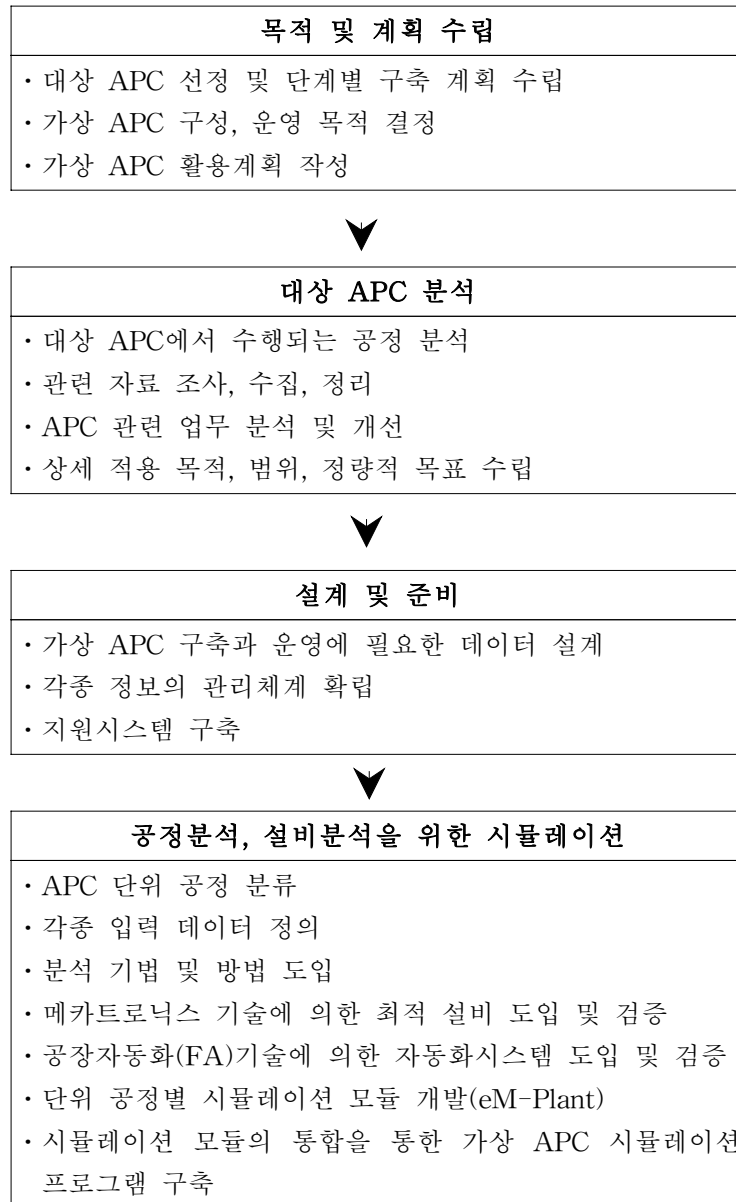 목적 및 계획 수립
· 대상 APC 선정 및 단계별 구축 계획 수립
· 가상 APC 구성, 운영 목적 결정
· 가상 APC 활용계획 작성
대상 APC 분석
· 대상 APC에서 수행되는 공정 분석
· 관련 자료 조사, 수집, 정리
· APC 관련 업무 분석 및 개선
· 상세 적용 목적, 범위, 정량적 목표 수립
설계 및 준비
· 가상 APC 구축과 운영에 필요한 데이터 설계
· 각종 정보의 관리체계 확립
· 지원시스템 구축
공정분석, 설비분석을 위한 시뮬레이션
· APC 단위 공정 분류
· 각종 입력 데이터 정의
· 분석 기법 및 방법 도입
· 메카트로닉스 기술에 의한 최적 설비 도입 및 검증
· 공장자동화(FA)기술에 의한 자동화시스템 도입 및 검증
· 단위 공정별 시뮬레이션 모듈 개발(eM-Plant)
· 시뮬레이션 모듈의 통합을 통한 가상 APC 시뮬레이션
프로그램 구축